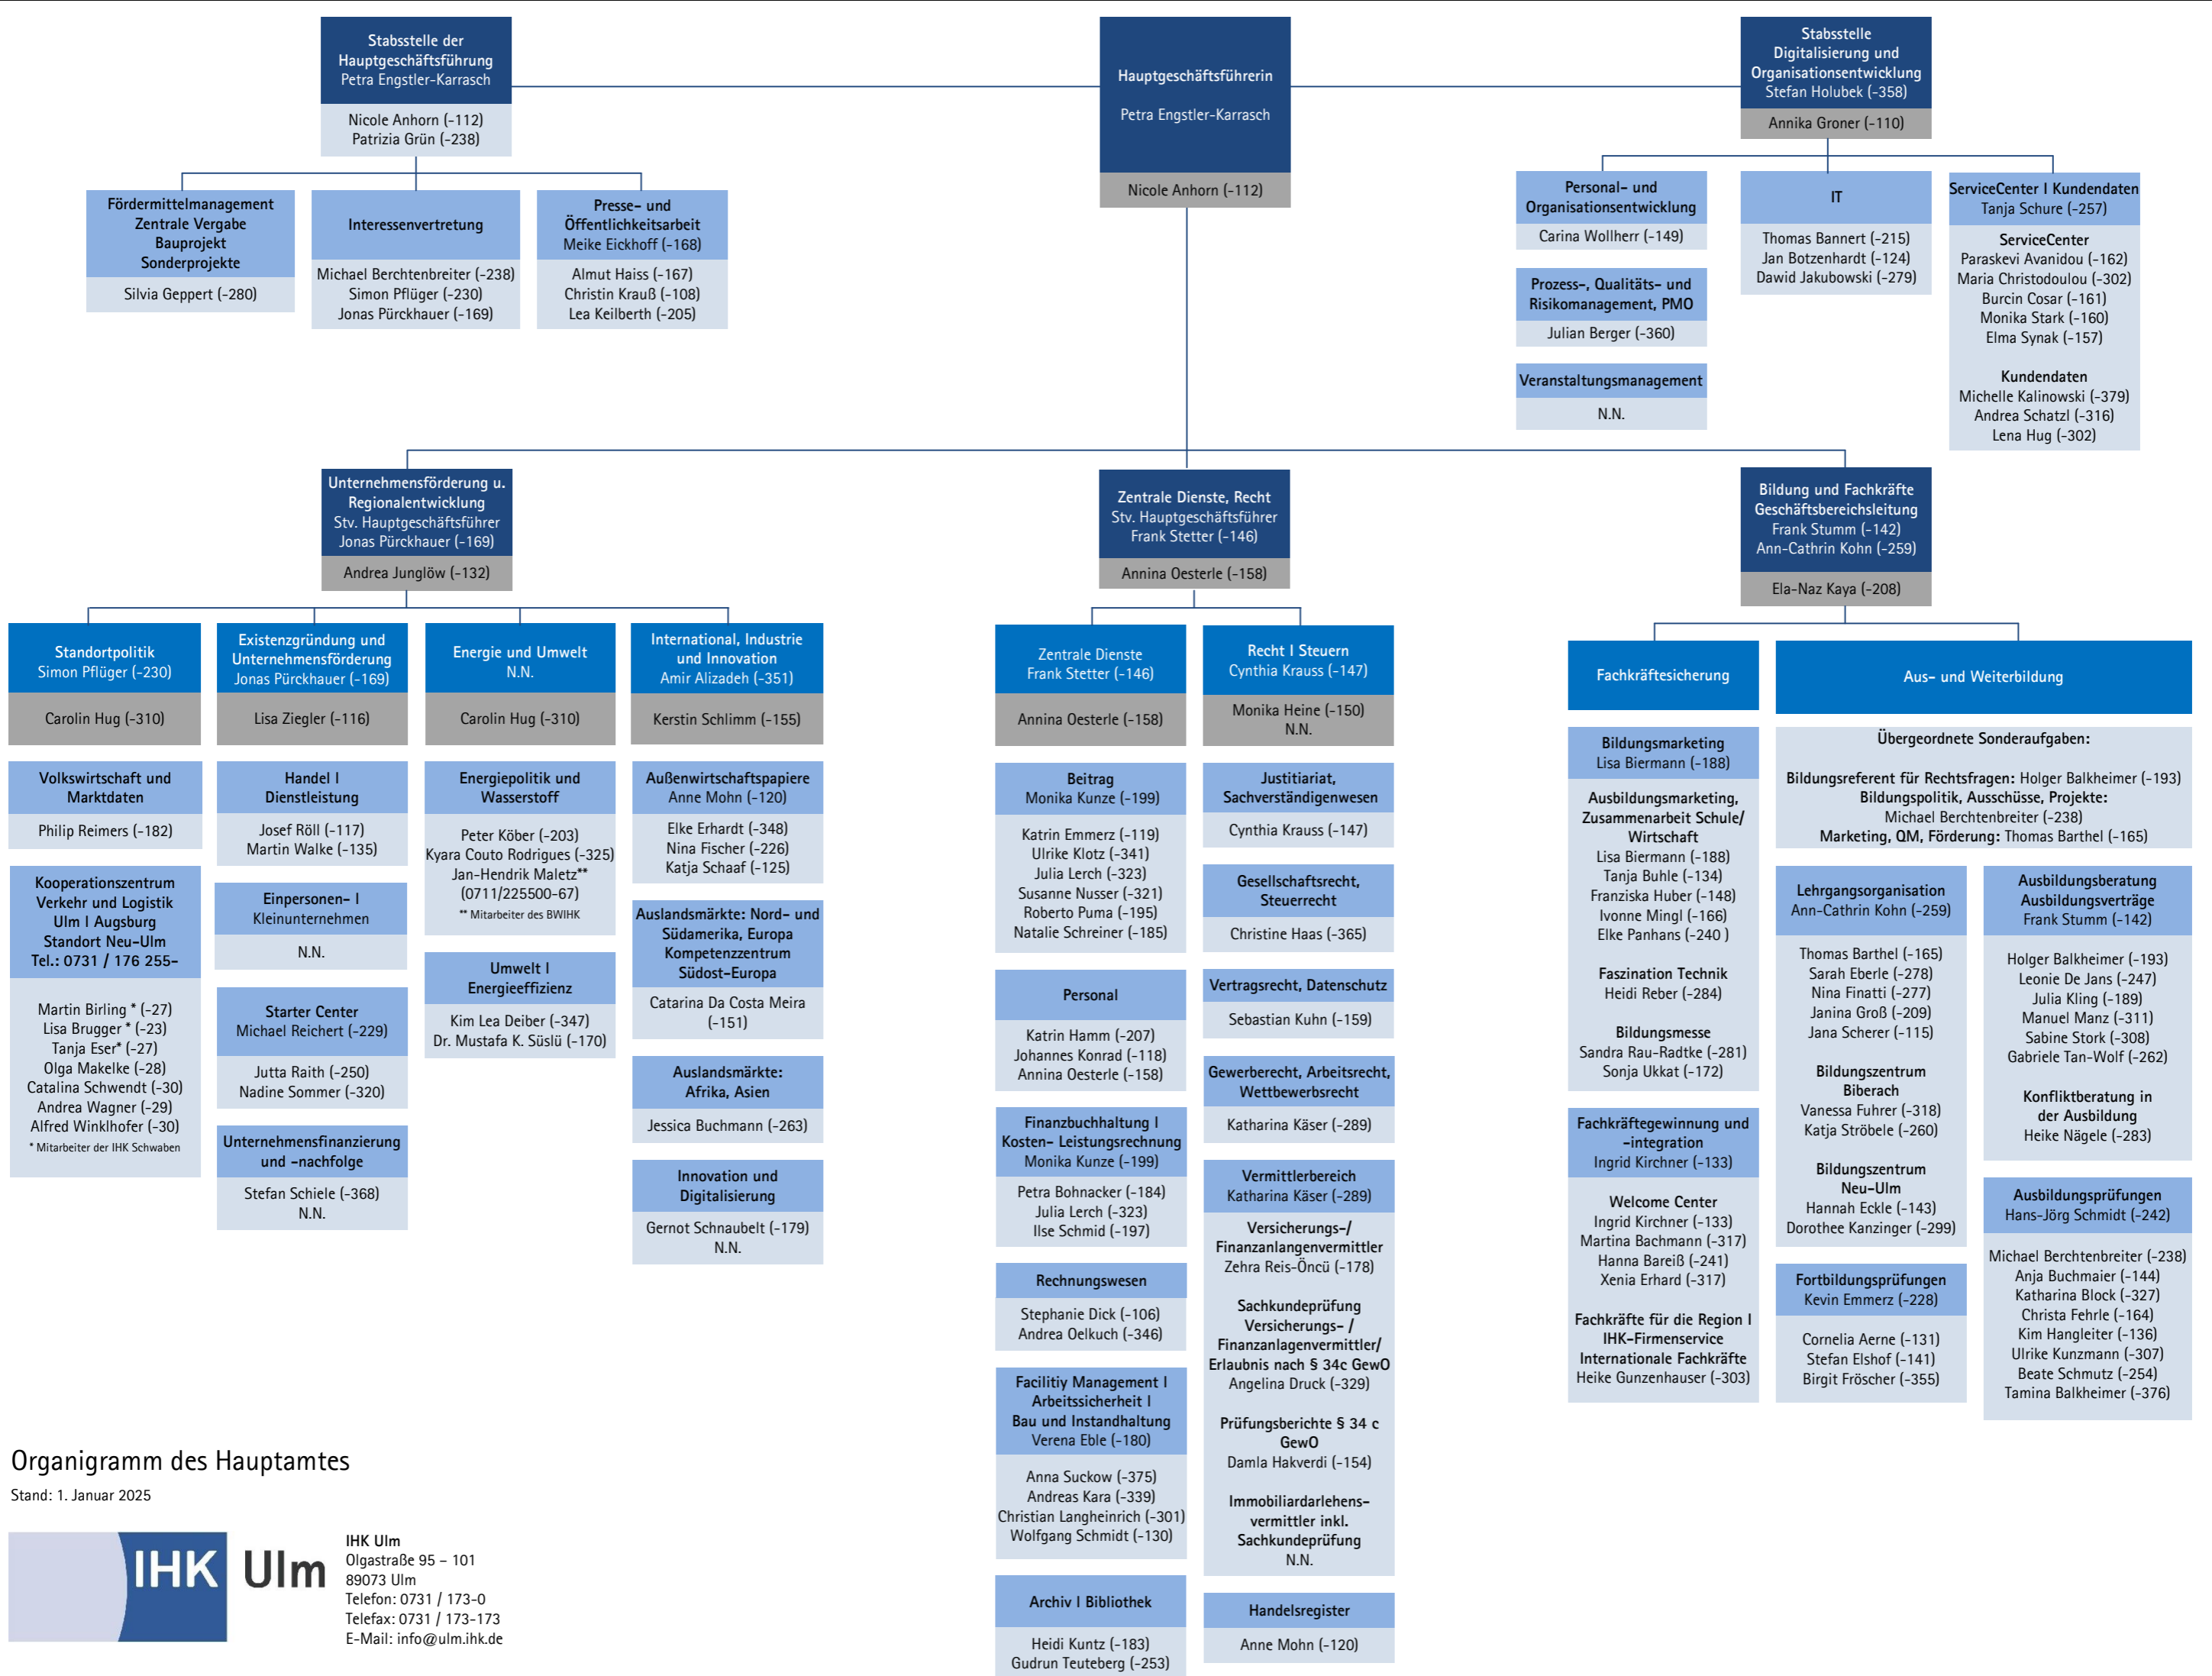 Stabsstelle der
Hauptgeschäftsführung
Petra Engstler-Karrasch
Nicole Anhorn (-112)
Patrizia Grün (-238)
Hauptgeschäftsführerin
Petra Engstler-Karrasch
Nicole Anhorn (-112)
Stabsstelle
Digitalisierung und
Organisationsentwicklung
Stefan Holubek (-358)
Annika Groner (-110)
Fördermittelmanagement
Zentrale Vergabe
Bauprojekt
Sonderprojekte
Silvia Geppert (-280)
Interessenvertretung
Michael Berchtenbreiter (-238)
Simon Pflüger (-230)
Jonas Pürckhauer (-169)
Presse- und
Öffentlichkeitsarbeit
Meike Eickhoff (-168)
Almut Haiss (-167)
Christin Krauß (-108)
Lea Keilberth (-205)
Personal- und
Organisationsentwicklung
Carina Wollherr (-149)
Prozess-, Qualitäts- und
Risikomanagement, PMO
Julian Berger (-360)
Veranstaltungsmanagement
N.N.
IT
Thomas Bannert (-215)
Jan Botzenhardt (-124)
Dawid Jakubowski (-279)
ServiceCenter I Kundendaten
Tanja Schure (-257)
ServiceCenter
Paraskevi Avanidou (-162)
Maria Christodoulou (-302)
Burcin Cosar (-161)
Monika Stark (-160)
Elma Synak (-157)
Kundendaten
Michelle Kalinowski (-379)
Andrea Schatzl (-316)
Lena Hug (-302)
Unternehmensförderung u.
Regionalentwicklung
Stv. Hauptgeschäftsführer
Jonas Pürckhauer (-169)
Andrea Junglöw (-132)
Zentrale Dienste, Recht
Stv. Hauptgeschäftsführer
Frank Stetter (-146)
Annina Oesterle (-158)
Bildung und Fachkräfte
Geschäftsbereichsleitung
Frank Stumm (-142)
Ann-Cathrin Kohn (-259)
Ela-Naz Kaya (-208)
Standortpolitik
Simon Pflüger (-230)
Carolin Hug (-310)
Volkswirtschaft und
Marktdaten
Philip Reimers (-182)
Kooperationszentrum
Verkehr und Logistik
Ulm I Augsburg
Standort Neu-Ulm
Tel.: 0731 / 176 255-
Martin Birling * (-27)
Lisa Brugger * (-23)
Tanja Eser* (-27)
Olga Makelke (-28)
Catalina Schwendt (-30)
Andrea Wagner (-29)
Alfred Winklhofer (-30)
* Mitarbeiter der IHK Schwaben
Existenzgründung und
Unternehmensförderung
Jonas Pürckhauer (-169)
Lisa Ziegler (-116)
Handel I
Dienstleistung
Josef Röll (-117)
Martin Walke (-135)
Einpersonen- I
Kleinunternehmen
N.N.
Starter Center
Michael Reichert (-229)
Jutta Raith (-250)
Nadine Sommer (-320)
Unternehmensfinanzierung
und -nachfolge
Stefan Schiele (-368)
N.N.
Energie und Umwelt
N.N.
Carolin Hug (-310)
Energiepolitik und
Wasserstoff
Peter Köber (-203)
Kyara Couto Rodrigues (-325)
Jan-Hendrik Maletz**
(0711/225500-67)
** Mitarbeiter des BWIHK
Umwelt I
Energieeffizienz
Kim Lea Deiber (-347)
Dr. Mustafa K. Süslü (-170)
International, Industrie
und Innovation
Amir Alizadeh (-351)
Kerstin Schlimm (-155)
Außenwirtschaftspapiere
Anne Mohn (-120)
Elke Erhardt (-348)
Nina Fischer (-226)
Katja Schaaf (-125)
Auslandsmärkte: Nord- und
Südamerika, Europa
Kompetenzzentrum
Südost-Europa
Catarina Da Costa Meira
(-151)
Auslandsmärkte:
Afrika, Asien
Jessica Buchmann (-263)
Innovation und
Digitalisierung
Gernot Schnaubelt (-179)
N.N.
Zentrale Dienste
Frank Stetter (-146)
Annina Oesterle (-158)
Beitrag
Monika Kunze (-199)
Katrin Emmerz (-119)
Ulrike Klotz (-341)
Julia Lerch (-323)
Susanne Nusser (-321)
Roberto Puma (-195)
Natalie Schreiner (-185)
Personal
Katrin Hamm (-207)
Johannes Konrad (-118)
Annina Oesterle (-158)
Finanzbuchhaltung I
Kosten- Leistungsrechnung
Monika Kunze (-199)
Petra Bohnacker (-184)
Julia Lerch (-323)
Ilse Schmid (-197)
Rechnungswesen
Stephanie Dick (-106)
Andrea Oelkuch (-346)
Facilitiy Management I
Arbeitssicherheit I
Bau und Instandhaltung
Verena Eble (-180)
Anna Suckow (-375)
Andreas Kara (-339)
Christian Langheinrich (-301)
Wolfgang Schmidt (-130)
Archiv I Bibliothek
Heidi Kuntz (-183)
Gudrun Teuteberg (-253)
Recht I Steuern
Cynthia Krauss (-147)
Monika Heine (-150)
N.N.
Justitiariat,
Sachverständigenwesen
Cynthia Krauss (-147)
Gesellschaftsrecht,
Steuerrecht
Christine Haas (-365)
Vertragsrecht, Datenschutz
Sebastian Kuhn (-159)
Gewerberecht, Arbeitsrecht,
Wettbewerbsrecht
Katharina Käser (-289)
Vermittlerbereich
Katharina Käser (-289)
Versicherungs-/
Finanzanlangenvermittler
Zehra Reis-Öncü (-178)
Sachkundeprüfung
Versicherungs- /
Finanzanlagenvermittler/
Erlaubnis nach § 34c GewO
Angelina Druck (-329)
Prüfungsberichte § 34 c
GewO
Damla Hakverdi (-154)
Immobiliardarlehens-
vermittler inkl.
Sachkundeprüfung
N.N.
Handelsregister
Anne Mohn (-120)
Fachkräftesicherung
Bildungsmarketing
Lisa Biermann (-188)
Ausbildungsmarketing,
Zusammenarbeit Schule/
Wirtschaft
Lisa Biermann (-188)
Tanja Buhle (-134)
Franziska Huber (-148)
Ivonne Mingl (-166)
Elke Panhans (-240 )
Faszination Technik
Heidi Reber (-284)
Bildungsmesse
Sandra Rau-Radtke (-281)
Sonja Ukkat (-172)
Fachkräftegewinnung und
-integration
Ingrid Kirchner (-133)
Welcome Center
Ingrid Kirchner (-133)
Martina Bachmann (-317)
Hanna Bareiß (-241)
Xenia Erhard (-317)
Fachkräfte für die Region I
IHK-Firmenservice
Internationale Fachkräfte
Heike Gunzenhauser (-303)
Aus- und Weiterbildung
Übergeordnete Sonderaufgaben:
Bildungsreferent für Rechtsfragen: Holger Balkheimer (-193)
Bildungspolitik, Ausschüsse, Projekte:
Michael Berchtenbreiter (-238)
Marketing, QM, Förderung: Thomas Barthel (-165)
Lehrgangsorganisation
Ann-Cathrin Kohn (-259)
Thomas Barthel (-165)
Sarah Eberle (-278)
Nina Finatti (-277)
Janina Groß (-209)
Jana Scherer (-115)
Bildungszentrum
Biberach
Vanessa Fuhrer (-318)
Katja Ströbele (-260)
Bildungszentrum
Neu-Ulm
Hannah Eckle (-143)
Dorothee Kanzinger (-299)
Fortbildungsprüfungen
Kevin Emmerz (-228)
Cornelia Aerne (-131)
Stefan Elshof (-141)
Birgit Fröscher (-355)
Ausbildungsberatung
Ausbildungsverträge
Frank Stumm (-142)
Holger Balkheimer (-193)
Leonie De Jans (-247)
Julia Kling (-189)
Manuel Manz (-311)
Sabine Stork (-308)
Gabriele Tan-Wolf (-262)
Konfliktberatung in
der Ausbildung
Heike Nägele (-283)
Ausbildungsprüfungen
Hans-Jörg Schmidt (-242)
Michael Berchtenbreiter (-238)
Anja Buchmaier (-144)
Katharina Block (-327)
Christa Fehrle (-164)
Kim Hangleiter (-136)
Ulrike Kunzmann (-307)
Beate Schmutz (-254)
Tamina Balkheimer (-376)
Organigramm des Hauptamtes
Stand: 1. Januar 2025
IHK Ulm
IHK Ulm
Olgastraße 95 – 101
89073 Ulm
Telefon: 0731 / 173-0
Telefax: 0731 / 173-173
E-Mail: info@ulm.ihk.de